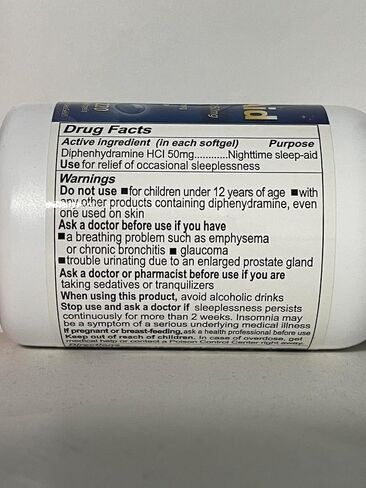 Drug Facts
Active ingredient (in each softgel) Purpose
Diphenhydramine HCl 50mg............Nighttime sleep-aid
Use for relief of occasional sleeplessness
Warnings
Do not use ■for children under 12 years of age ■with
any other products containing diphenydramine, even
one used on skin
Ask a doctor before use if you have
■a breathing problem such as emphysema
or chronic bronchitis ■ glaucoma
■trouble urinating due to an enlarged prostate gland
Ask a doctor or pharmacist before use if you are
taking sedatives or tranquilizers
When using this product, avoid alcoholic drinks
Stop use and ask a doctor if sleeplessness persists
continuously for more than 2 weeks. Insomnia may
be a symptom of a serious underlying medical illness
If pregnant or breast-feeding, ask a health professional before use
Keep out of reach of children. In case of overdose, get
medical help or contact a Poison Control Center right away.
Directions